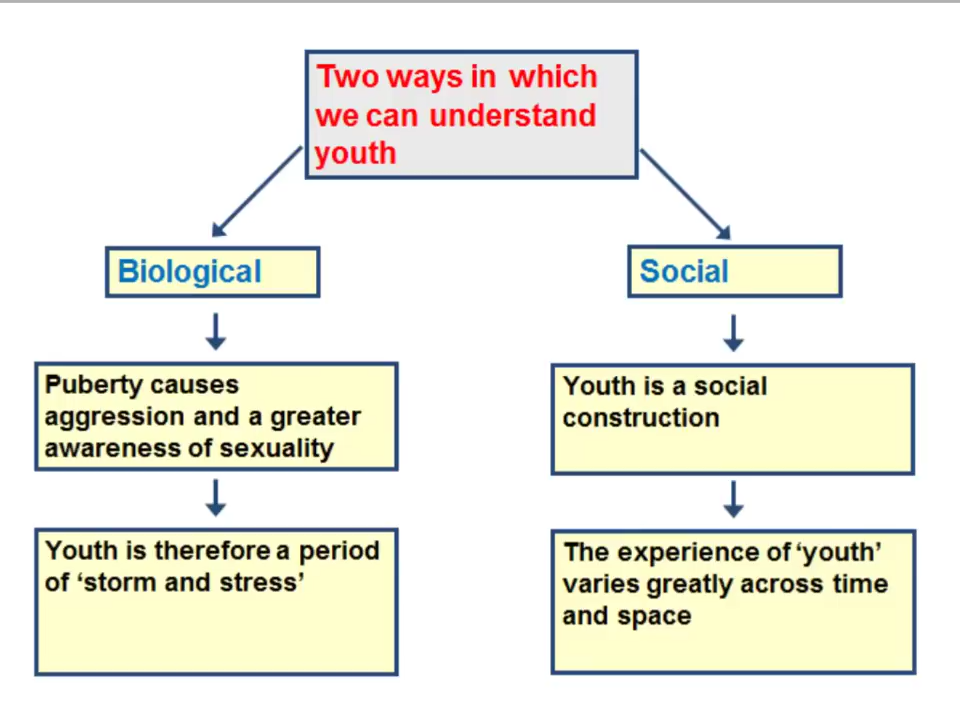 Two ways in which
we can understand
youth
Biological
Social
Puberty causes
aggression and a greater
awareness of sexuality
Youth is a social
construction
Youth is therefore a period
of ‘storm and stress’
The experience of ‘youth’
varies greatly across time
and space